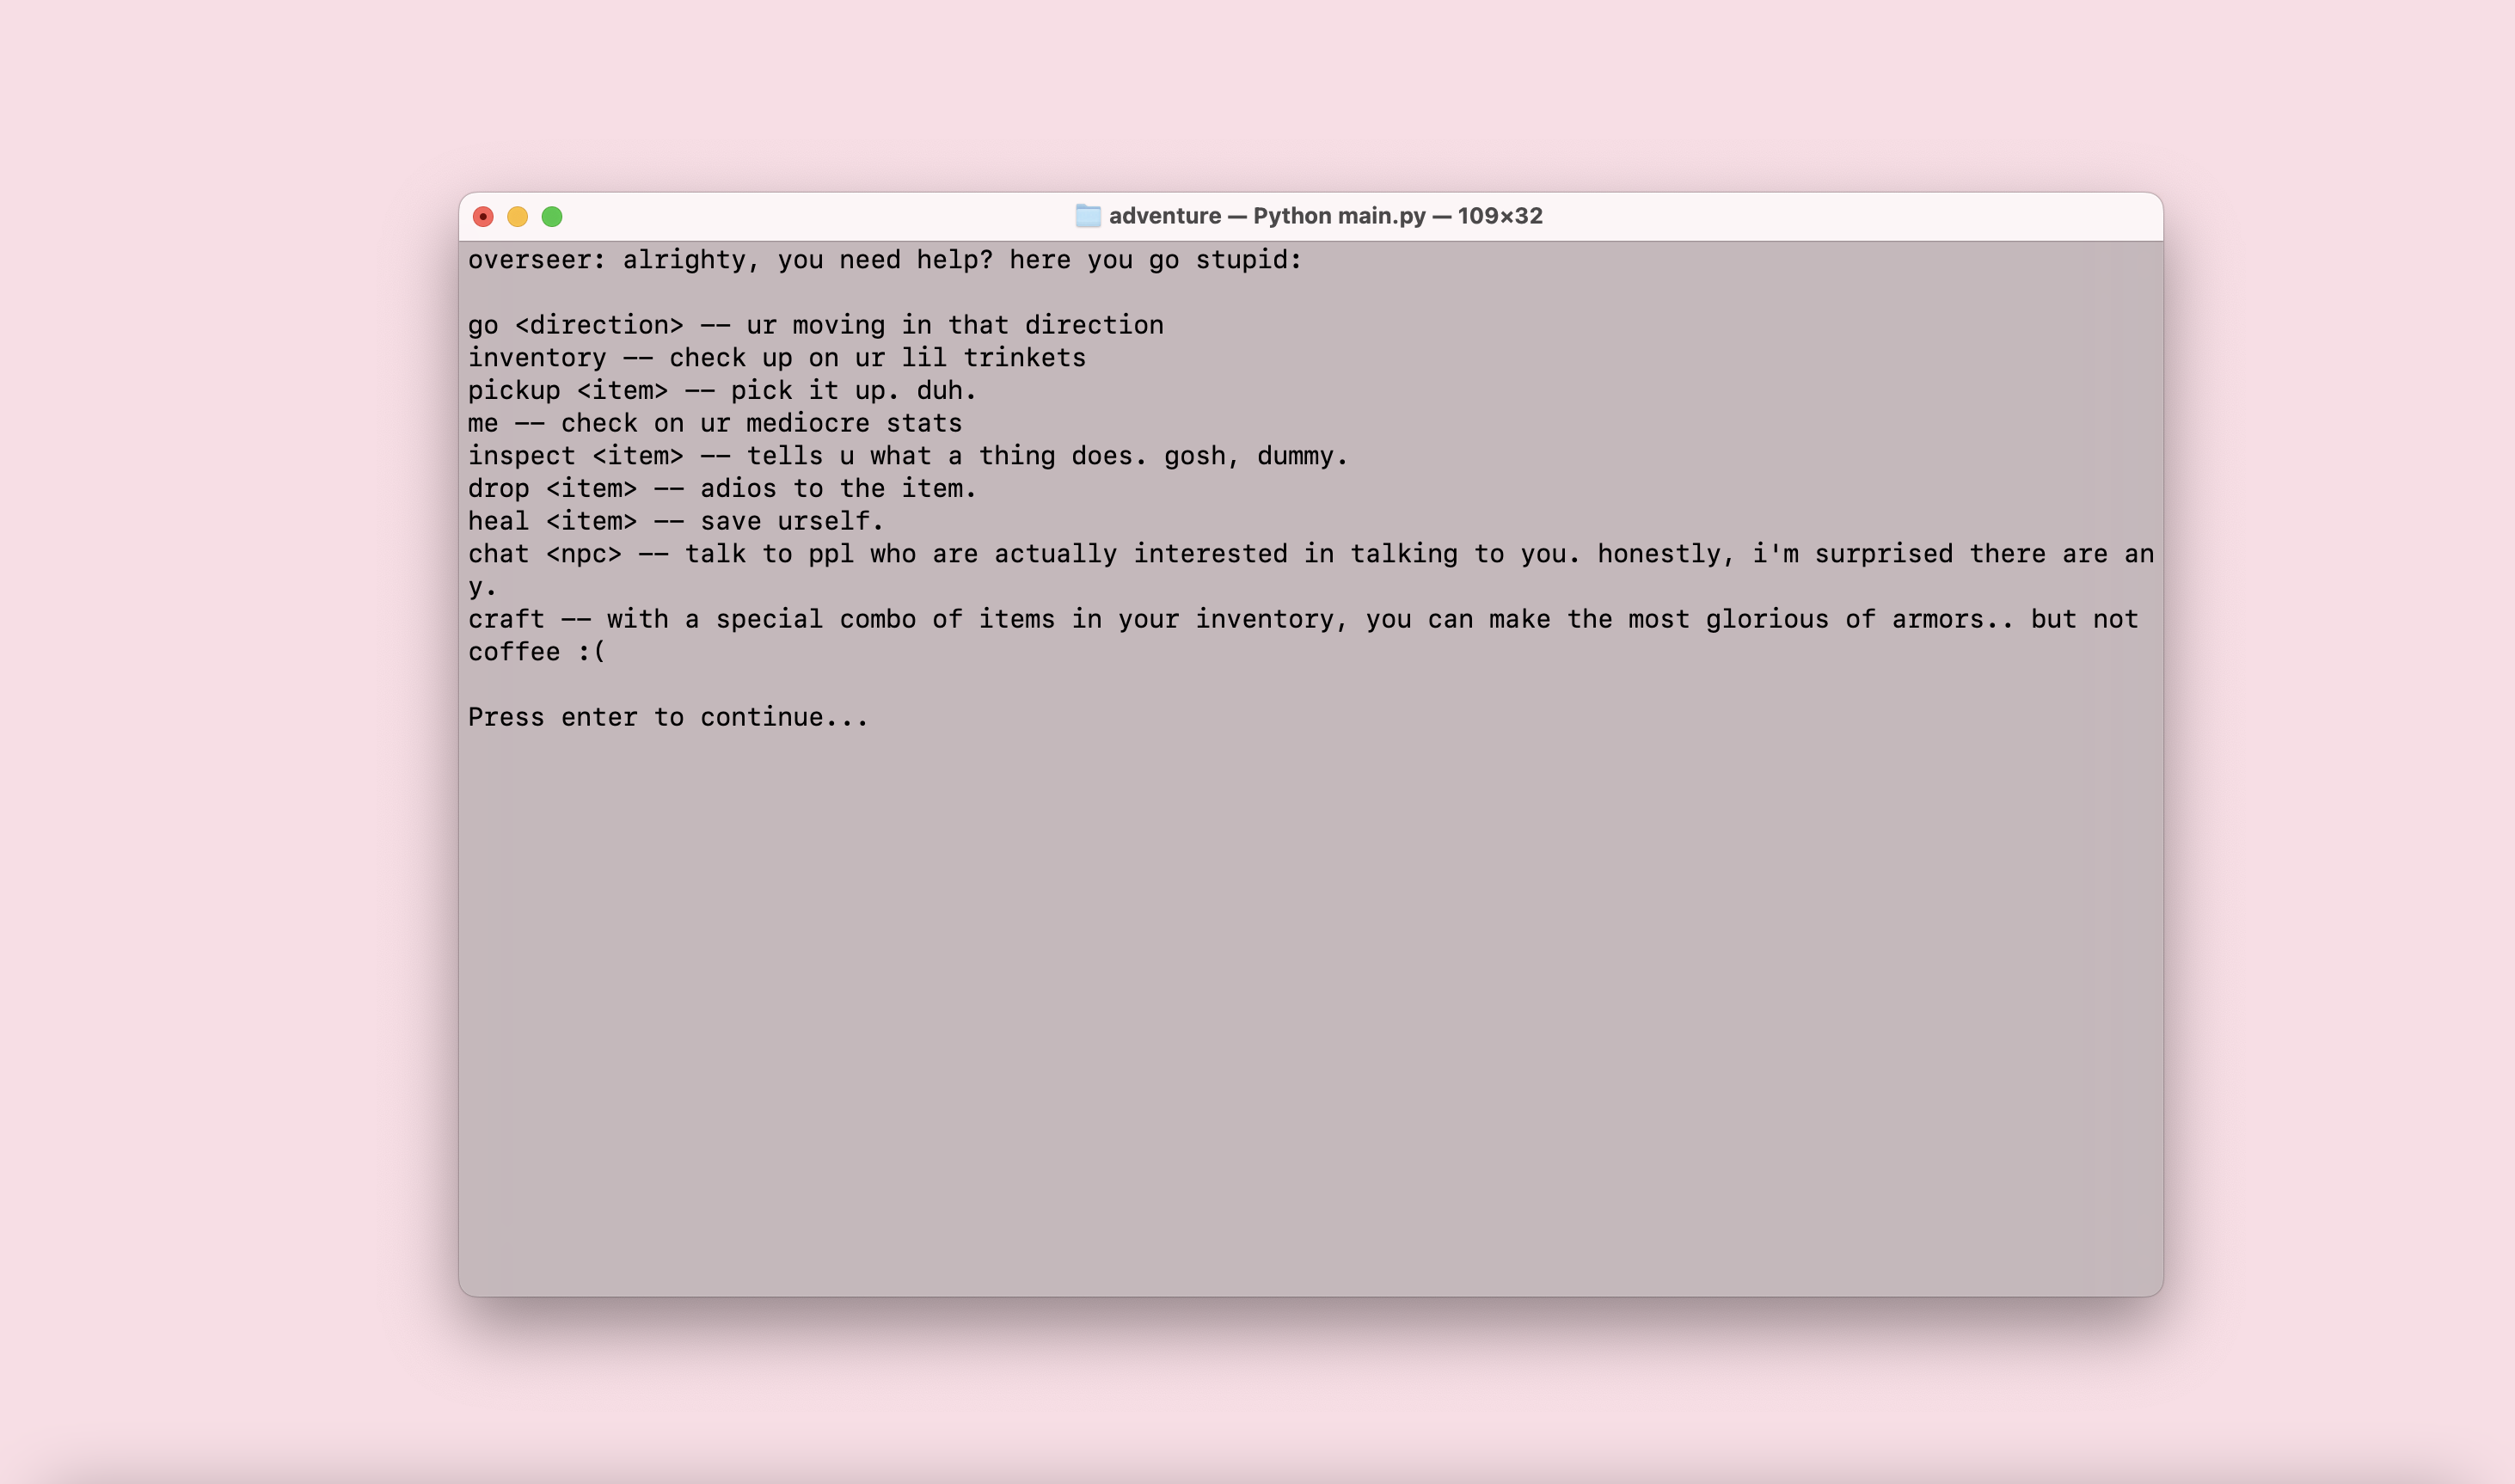 adventure — Python main.py — 109×32
overseer: alrighty, you need help? here you go stupid:
go <direction> -- ur moving in that direction
inventory -- check up on ur lil trinkets
pickup <item> -- pick it up. duh.
me -- check on ur mediocre stats
inspect <item> -- tells u what a thing does. gosh, dummy.
drop <item> -- adios to the item.
heal <item> -- save urself.
chat <npc> -- talk to ppl who are actually interested in talking to you. honestly, i'm surprised there are an
y.
craft -- with a special combo of items in your inventory, you can make the most glorious of armors.. but not
coffee :(
Press enter to continue...